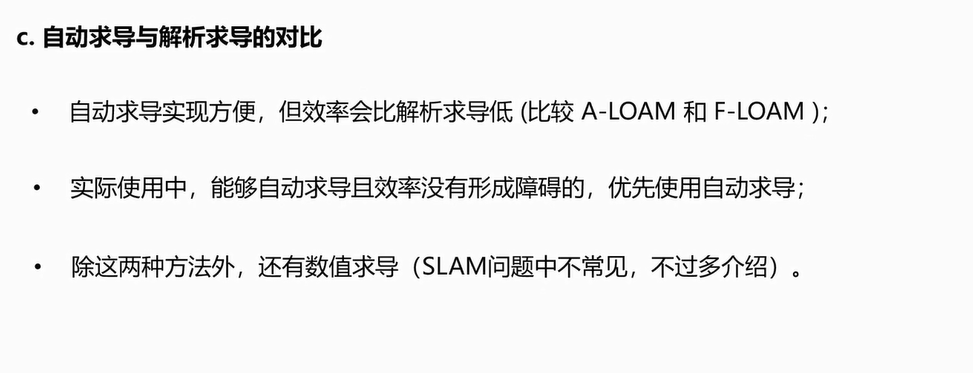 c. 自动求导与解析求导的对比
• 自动求导实现方便，但效率会比解析求导低 (比较 A-LOAM 和 F-LOAM )；
• 实际使用中，能够自动求导且效率没有形成障碍的，优先使用自动求导；
• 除这两种方法外，还有数值求导（SLAM问题中不常见，不过多介绍）。